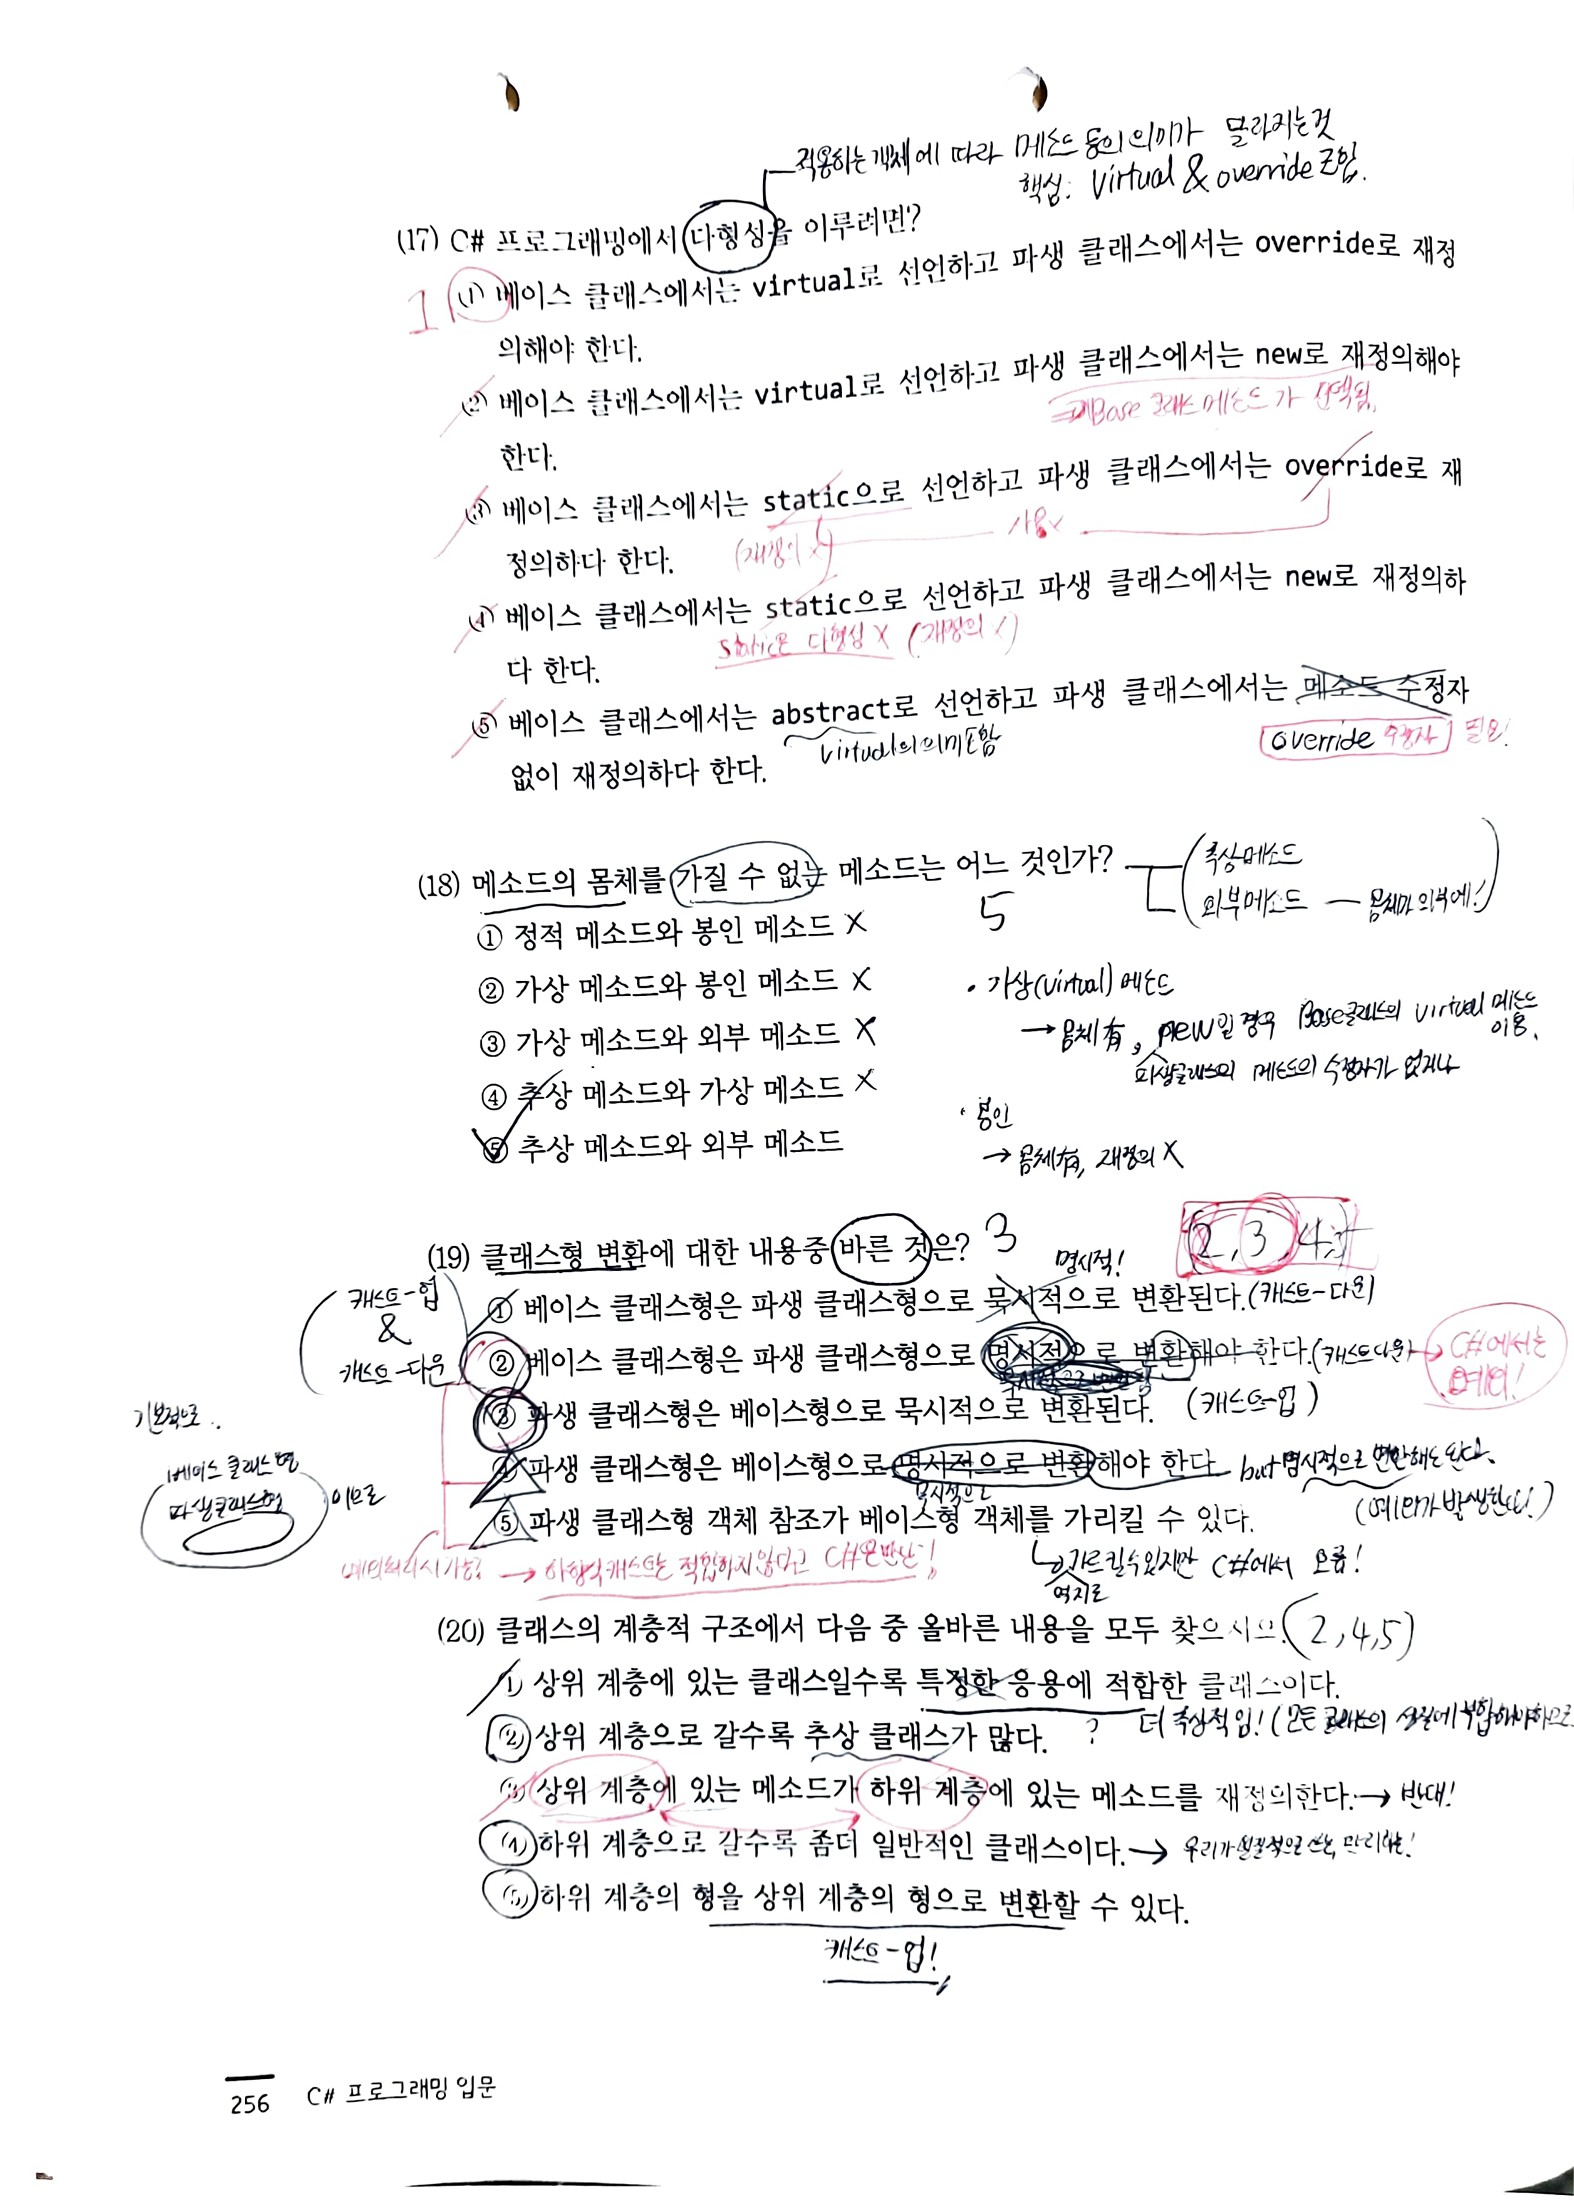 적용하는 객체에 따라 메소드 등의 의미가 달라지는것
핵심: virtual & override 조합.
(17) C# 프로그래밍에서 다형성을 이루려면?
1
① 베이스 클래스에서는 virtual로 선언하고 파생 클래스에서는 override로 재정
의해야 한다.
② 베이스 클래스에서는 virtual로 선언하고 파생 클래스에서는 new로 재정의해야
Base 클래스 메소드가 선택됨.
한다.
③ 베이스 클래스에서는 static으로 선언하고 파생 클래스에서는 override로 재
(재정의 X) 사용X
정의하다 한다.
④ 베이스 클래스에서는 static으로 선언하고 파생 클래스에서는 new로 재정의하
static은 다형성 X (재정의 X)
다 한다.
⑤ 베이스 클래스에서는 abstract로 선언하고 파생 클래스에서는 메소드 수정자
virtual의 의미포함
override 수정자 필요!
없이 재정의하다 한다.
(18) 메소드의 몸체를 가질 수 없는 메소드는 어느 것인가?
추상메소드
외부메소드 — 몸체가 외부에!
5
① 정적 메소드와 봉인 메소드 X
② 가상 메소드와 봉인 메소드 X
③ 가상 메소드와 외부 메소드 X
④ 추상 메소드와 가상 메소드 X
⑤ 추상 메소드와 외부 메소드
• 가상(virtual) 메소드
→ 몸체有, new일 경우 Base클래스의 virtual 메소드
이용.
파생클래스의 메소드의 수정자가 없거나
• 봉인
→ 몸체有, 재정의 X
(19) 클래스형 변환에 대한 내용중 바른 것은? 3
2, 3, 4,
명시적!
① 베이스 클래스형은 파생 클래스형으로 묵시적으로 변환된다. (캐스트-다운)
캐스트-업
&
캐스트-다운
② 베이스 클래스형은 파생 클래스형으로 명시적으로 변환해야 한다. (캐스트다운) → C#에서는
예외!
③ 파생 클래스형은 베이스형으로 묵시적으로 변환된다. (캐스트-업)
기본적으로..
④ 파생 클래스형은 베이스형으로 명시적으로 변환해야 한다. but 명시적으로 변환해도 된다.
묵시적으로
(예외가 발생한다!)
베이스 클래스형
파생클래스형 이므로
⑤ 파생 클래스형 객체 참조가 베이스형 객체를 가리킬 수 있다.
→ 하향식캐스트는 적합하지않다고 C#은 판단!
가르킬수있지만 C#에서 오류!
억지로
(20) 클래스의 계층적 구조에서 다음 중 올바른 내용을 모두 찾으시오. (2,4,5)
① 상위 계층에 있는 클래스일수록 특정한 응용에 적합한 클래스이다.
더 추상적임! (모든 클래스의 성질에 부합해야하므로
② 상위 계층으로 갈수록 추상 클래스가 많다. ?
③ 상위 계층에 있는 메소드가 하위 계층에 있는 메소드를 재정의한다. → 반대!
④ 하위 계층으로 갈수록 좀더 일반적인 클래스이다. →
⑤ 하위 계층의 형을 상위 계층의 형으로 변환할 수 있다.
캐스트-업!
256 C# 프로그래밍 입문